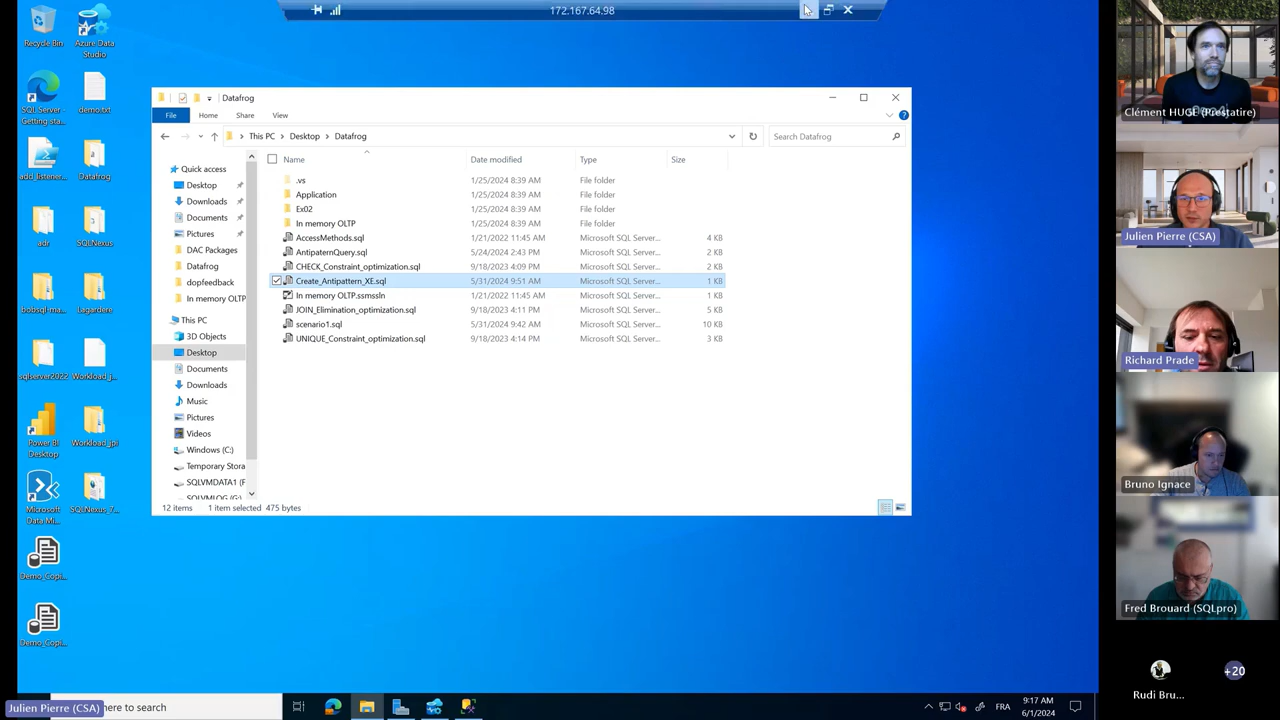 172.167.64.98
Recycle Bin
Azure Data
Studio
SQL Server -
Getting sta...
demo.txt
add_listener...
Datafrog
adr
SQLNexus
bobsql-ma...
Lagardere
sqlserver2022
Workload_j...
Power BI
Desktop
Workload_jpi
Microsoft
Data Mi...
SQLNexus_7...
Demo_Copi...
Demo_Copi...
Datafrog
File
Home
Share
View
This PC
Desktop
Datafrog
Search Datafrog
Quick access
Desktop
Downloads
Documents
Pictures
DAC Packages
Datafrog
dopfeedback
In memory OLTP
This PC
3D Objects
Desktop
Documents
Downloads
Music
Pictures
Videos
Windows (C:)
Temporary Stora
SQLVMDATA1 (F
SQLVMLOG (G:)
Name Date modified Type Size
.vs 1/25/2024 8:39 AM File folder
Application 1/25/2024 8:39 AM File folder
Ex02 1/25/2024 8:39 AM File folder
In memory OLTP 1/25/2024 8:39 AM File folder
AccessMethods.sql 1/21/2022 11:45 AM Microsoft SQL Server... 4 KB
AntipaternQuery.sql 5/24/2024 2:43 PM Microsoft SQL Server... 2 KB
CHECK_Constraint_optimization.sql 9/18/2023 4:09 PM Microsoft SQL Server... 2 KB
Create_Antipattern_XE.sql 5/31/2024 9:51 AM Microsoft SQL Server... 1 KB
In memory OLTP.ssmssln 1/21/2022 11:45 AM Microsoft SQL Server... 1 KB
JOIN_Elimination_optimization.sql 9/18/2023 4:11 PM Microsoft SQL Server... 5 KB
scenario1.sql 5/31/2024 9:42 AM Microsoft SQL Server... 10 KB
UNIQUE_Constraint_optimization.sql 9/18/2023 4:14 PM Microsoft SQL Server... 3 KB
12 items 1 item selected 475 bytes
Clément HUGE (Prestatire)
Julien Pierre (CSA)
Richard Prade
Bruno Ignace
Fred Brouard (SQLpro)
Rudi Bru...
+20
Julien Pierre (CSA)
here to search
FRA
9:17 AM
6/1/2024